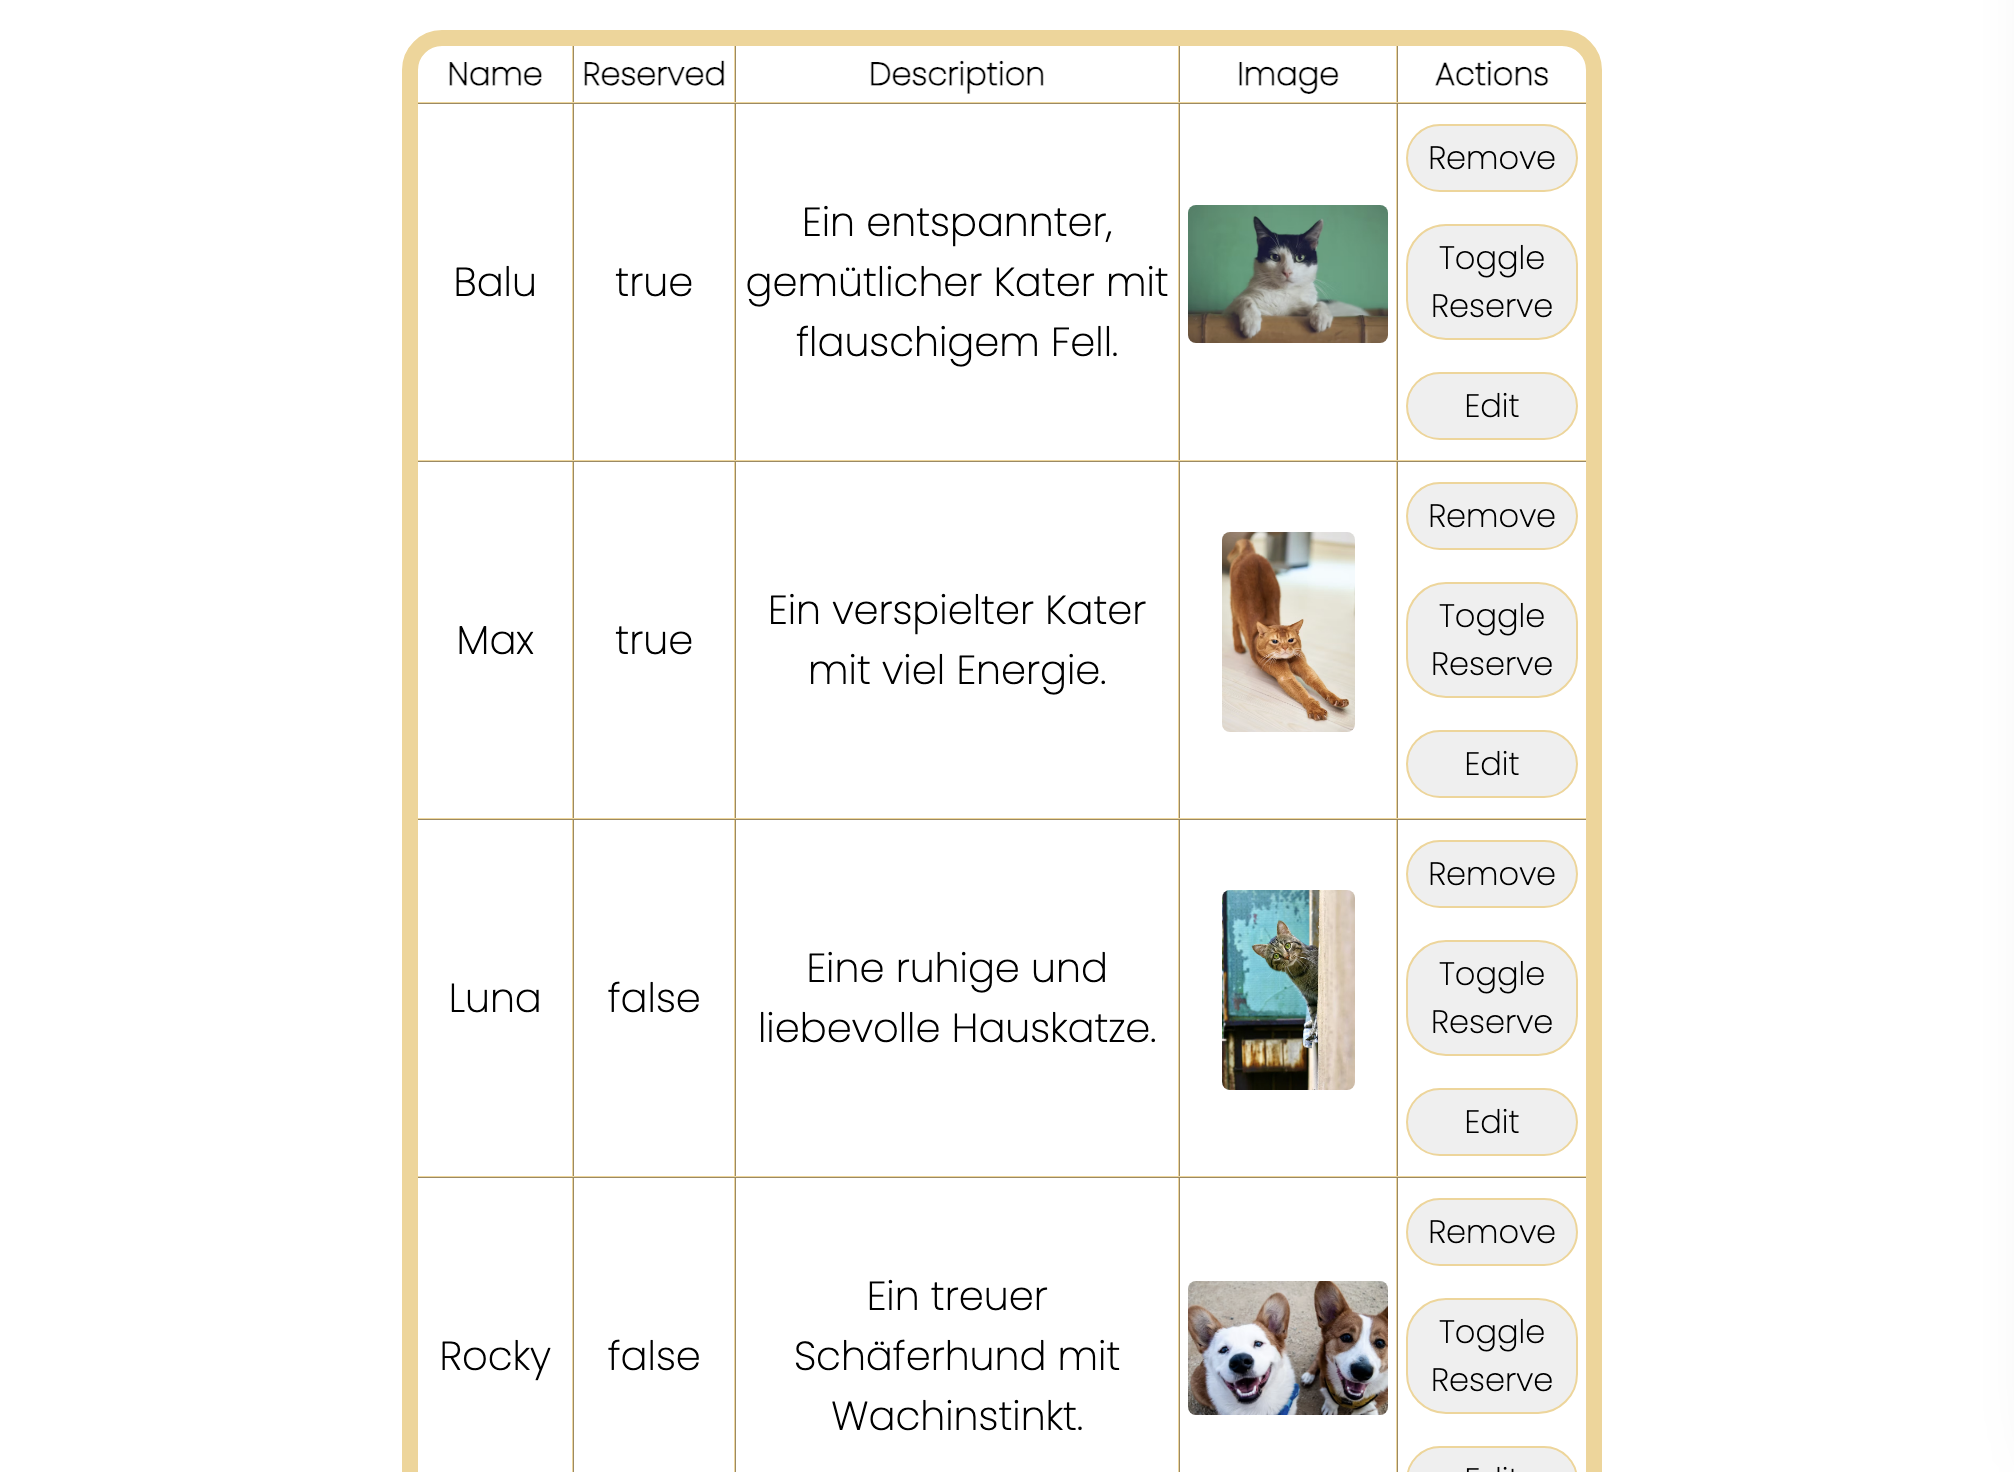 Name Reserved Description Image Actions
Remove
Ein entspannter,
gemütlicher Kater mit
flauschigem Fell.
Balu
true
Toggle
Reserve
Edit
Remove
Ein verspielter Kater
mit viel Energie.
Max
true
Toggle
Reserve
Edit
Remove
Eine ruhige und
liebevolle Hauskatze.
Luna
false
Toggle
Reserve
Edit
Remove
Ein treuer
Schäferhund mit
Wachinstinkt.
Rocky
false
Toggle
Reserve